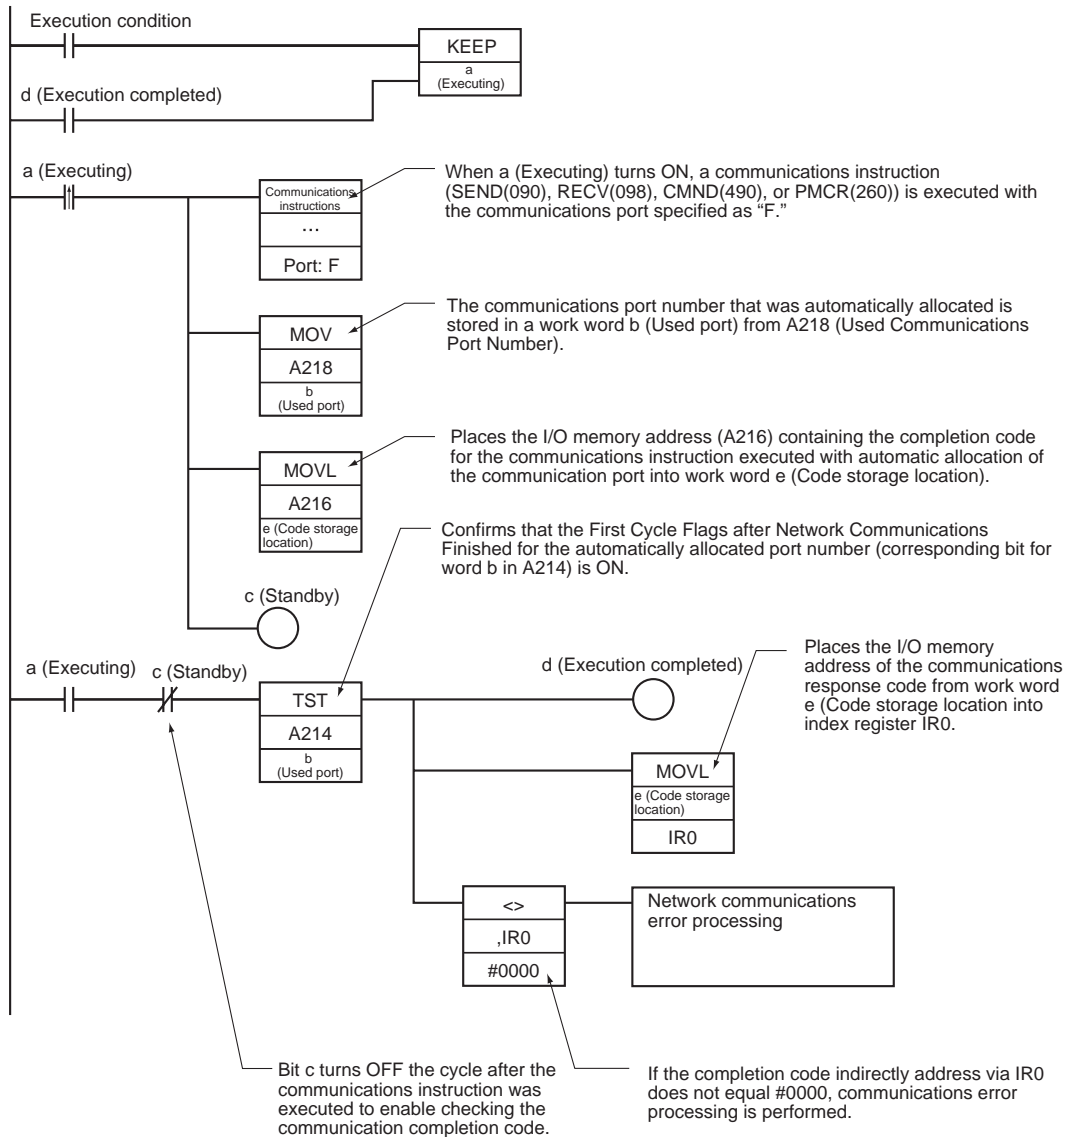 Execution condition
KEEP
a
(Executing)
d (Execution completed)
a (Executing)
Communications
instructions
...
Port: F
When a (Executing) turns ON, a communications instruction
(SEND(090), RECV(098), CMND(490), or PMCR(260)) is executed with
the communications port specified as “F.”
MOV
A218
b
(Used port)
The communications port number that was automatically allocated is
stored in a work word b (Used port) from A218 (Used Communications
Port Number).
MOVL
A216
e (Code storage
location)
Places the I/O memory address (A216) containing the completion code
for the communications instruction executed with automatic allocation of
the communication port into work word e (Code storage location).
Confirms that the First Cycle Flags after Network Communications
Finished for the automatically allocated port number (corresponding bit for
word b in A214) is ON.
c (Standby)
a (Executing)
c (Standby)
TST
A214
b
(Used port)
d (Execution completed)
Places the I/O memory
address of the communications
response code from work word
e (Code storage location into
index register IR0.
MOVL
e (Code storage
location)
IR0
<>
,IR0
#0000
Network communications
error processing
Bit c turns OFF the cycle after the
communications instruction was
executed to enable checking the
communication completion code.
If the completion code indirectly address via IR0
does not equal #0000, communications error
processing is performed.